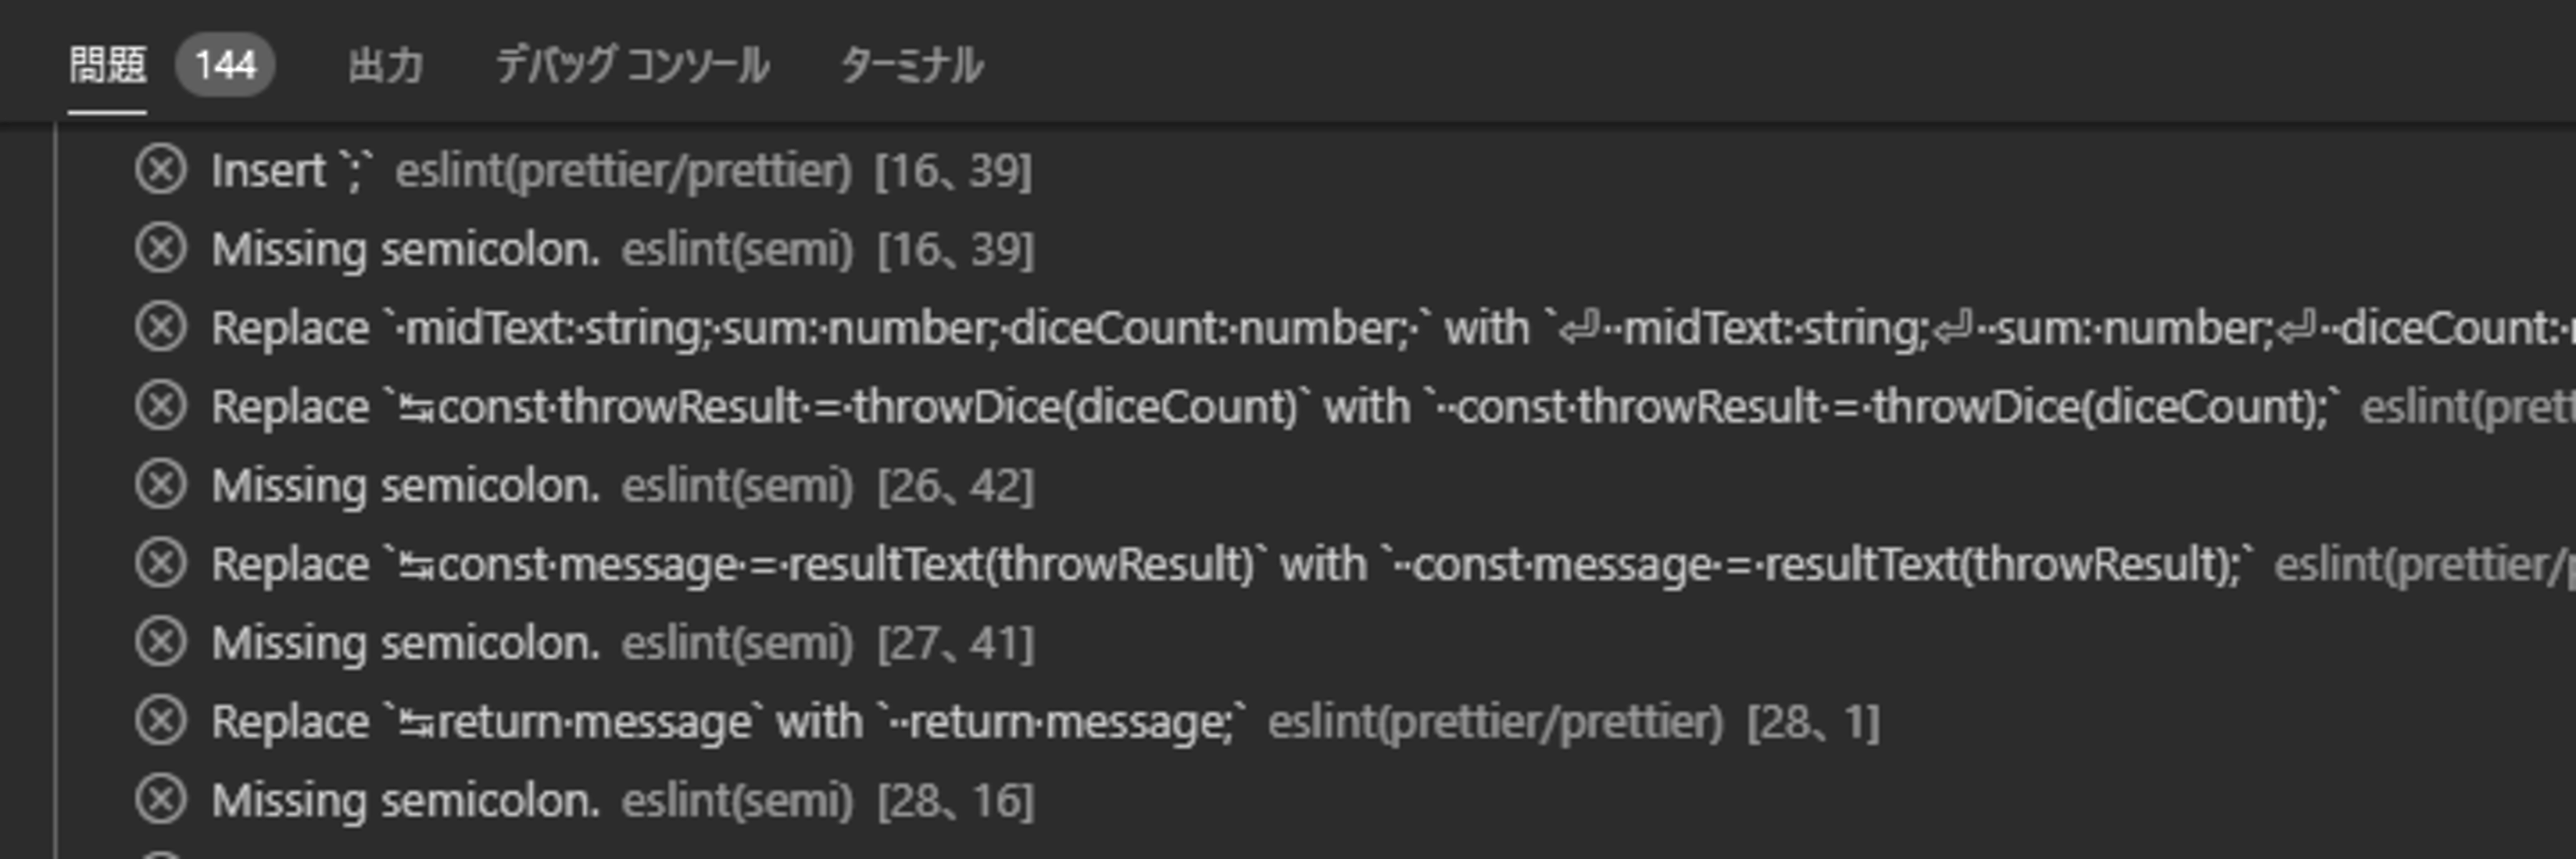 問題 144 出力 デバッグ コンソール ターミナル
Insert `;` eslint(prettier/prettier) [16、39]
Missing semicolon. eslint(semi) [16、39]
Replace `·midText:·string;·sum:·number;·diceCount:·number;·` with `⏎··midText:·string;⏎··sum:·number;⏎··diceCount:·
Replace `↹const·throwResult·=·throwDice(diceCount)` with `··const·throwResult·=·throwDice(diceCount);` eslint(prett
Missing semicolon. eslint(semi) [26、42]
Replace `↹const·message·=·resultText(throwResult)` with `··const·message·=·resultText(throwResult);` eslint(prettier/p
Missing semicolon. eslint(semi) [27、41]
Replace `↹return·message` with `··return·message;` eslint(prettier/prettier) [28、1]
Missing semicolon. eslint(semi) [28、16]